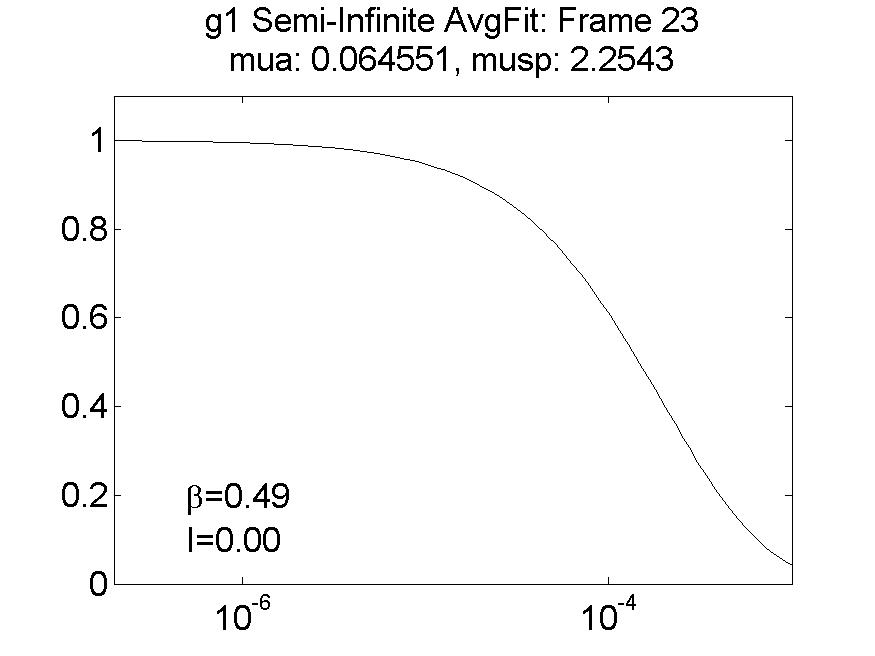 g1 Semi-Infinite AvgFit: Frame 23
mua: 0.064551, musp: 2.2543
1
0.8
0.6
0.4
0.2
0
β=0.49
I=0.00
10^-6
10^-4